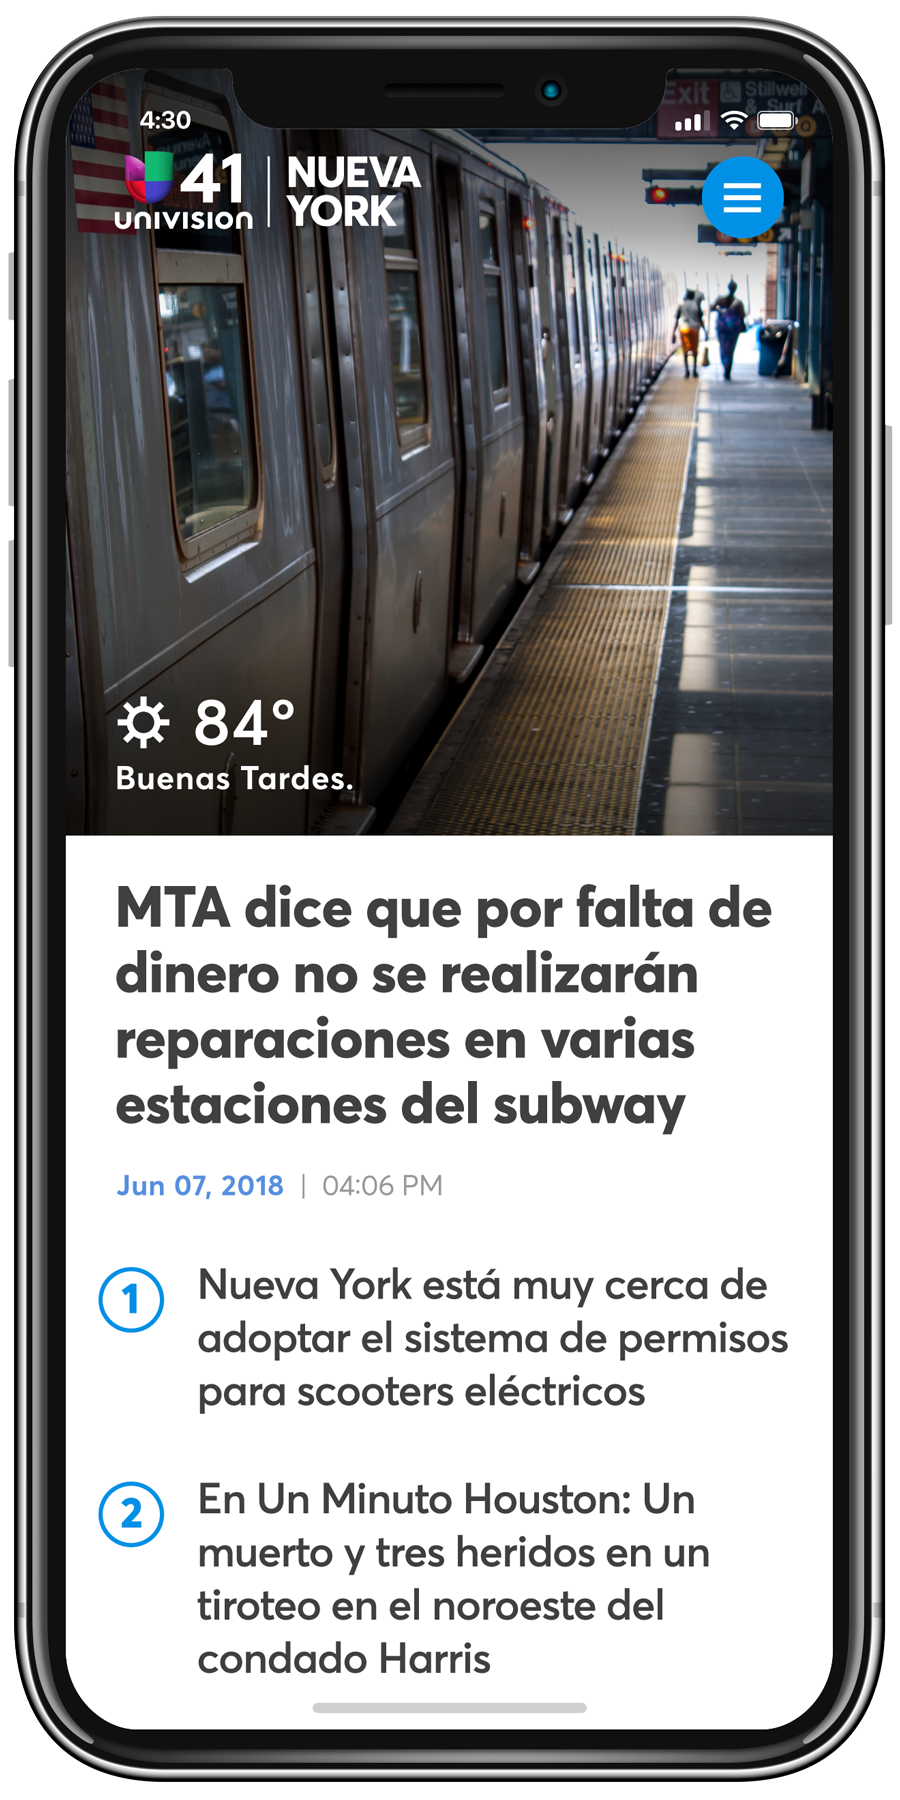 4:30
Exit
Stillwell
& Surf A
41
UNIVISION
NUEVA
YORK
84°
Buenas Tardes.
MTA dice que por falta de
dinero no se realizarán
reparaciones en varias
estaciones del subway
Jun 07, 2018 | 04:06 PM
1
Nueva York está muy cerca de
adoptar el sistema de permisos
para scooters eléctricos
2
En Un Minuto Houston: Un
muerto y tres heridos en un
tiroteo en el noroeste del
condado Harris